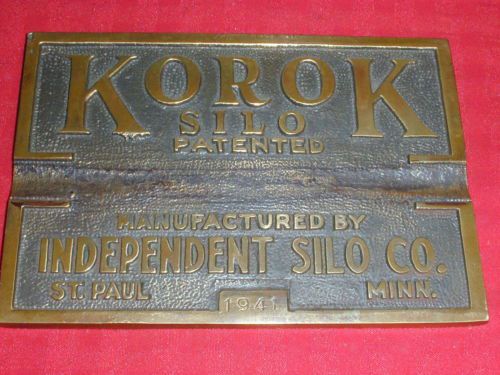 KOROK
SILO
PATENTED
MANUFACTURED BY
INDEPENDENT SILO CO.
ST. PAUL MINN.
1941